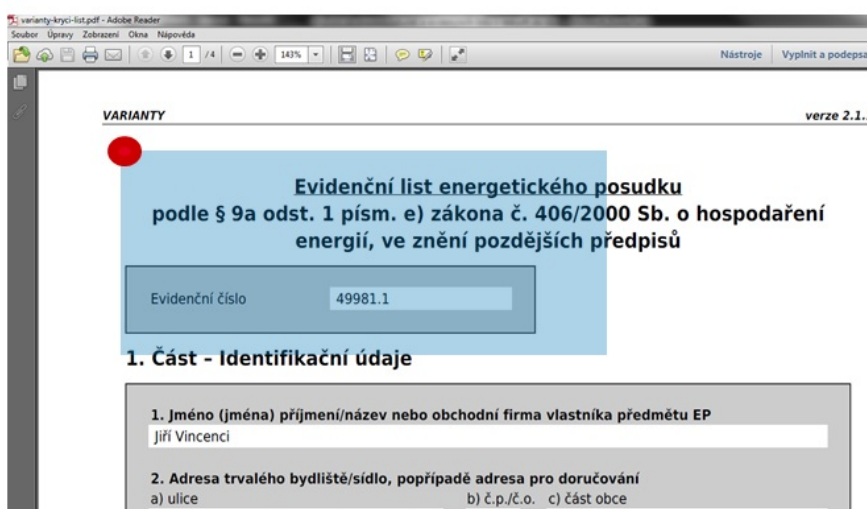 varianty-kryci-list.pdf - Adobe Reader
Soubor Úpravy Zobrazení Okna Nápověda
1 / 4 143% Nástroje Vyplnit a podepsa
VARIANTY verze 2.1.
Evidenční list energetického posudku
podle § 9a odst. 1 písm. e) zákona č. 406/2000 Sb. o hospodaření
energií, ve znění pozdějších předpisů
Evidenční číslo 49981.1
1. Část – Identifikační údaje
1. Jméno (jména) příjmení/název nebo obchodní firma vlastníka předmětu EP
Jiří Vincenci
2. Adresa trvalého bydliště/sídlo, popřípadě adresa pro doručování
a) ulice b) č.p./č.o. c) část obce